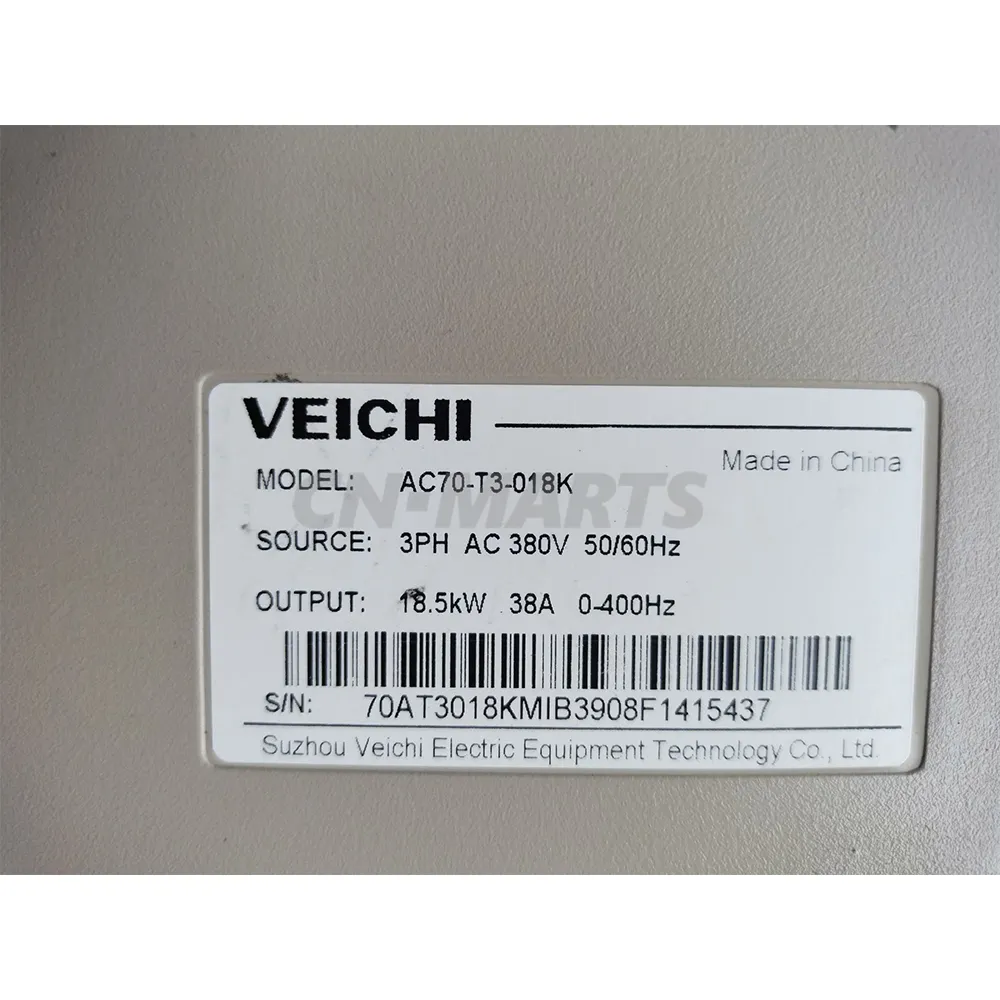 VEICHI
Made in China
MODEL: AC70-T3-018K
CN-MARTS
SOURCE: 3PH AC 380V 50/60Hz
OUTPUT: 18.5kW 38A 0-400Hz
S/N: 70AT3018KMIB3908F1415437
Suzhou Veichi Electric Equipment Technology Co., Ltd.